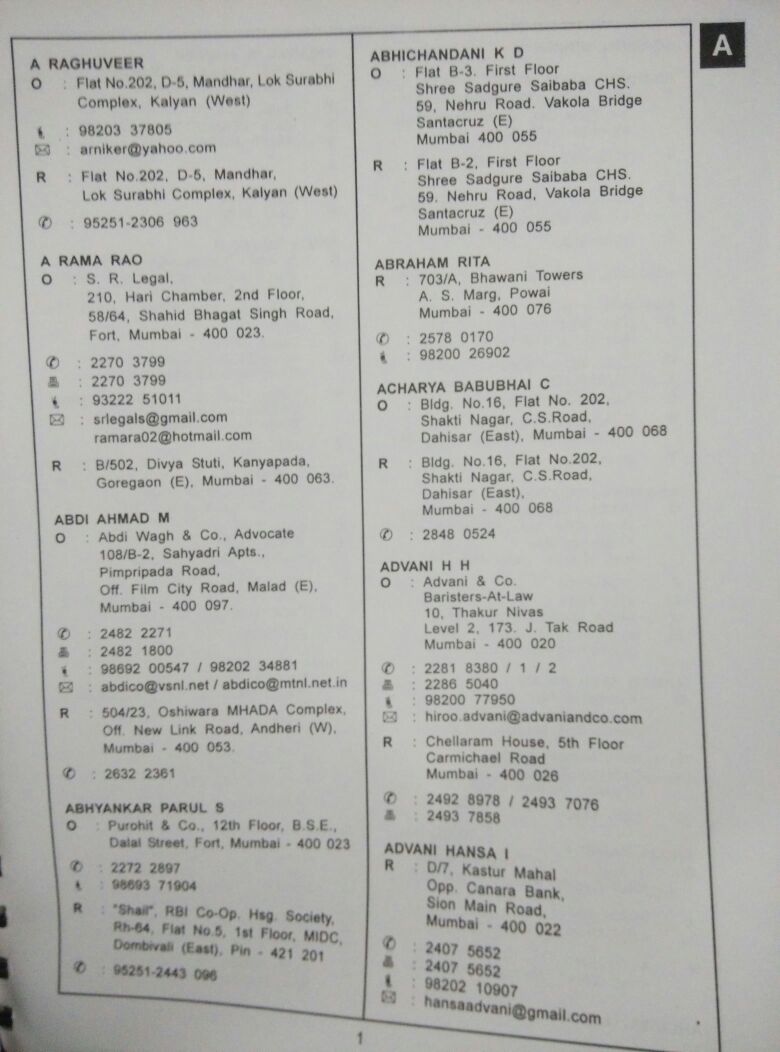 A
A RAGHUVEER
O : Flat No.202, D-5, Mandhar, Lok Surabhi
Complex, Kalyan (West)
: 98203 37805
: arniker@yahoo.com
R : Flat No.202, D-5, Mandhar,
Lok Surabhi Complex, Kalyan (West)
: 95251-2306 963
A RAMA RAO
O : S. R. Legal,
210, Hari Chamber, 2nd Floor,
58/64, Shahid Bhagat Singh Road,
Fort, Mumbai - 400 023.
: 2270 3799
: 2270 3799
: 93222 51011
: srlegals@gmail.com
ramara02@hotmail.com
R : B/502, Divya Stuti, Kanyapada,
Goregaon (E), Mumbai - 400 063.
ABDI AHMAD M
O : Abdi Wagh & Co., Advocate
108/B-2, Sahyadri Apts.,
Pimpripada Road,
Off. Film City Road, Malad (E),
Mumbai - 400 097.
: 2482 2271
: 2482 1800
: 98692 00547 / 98202 34881
: abdico@vsnl.net / abdico@mtnl.net.in
R : 504/23, Oshiwara MHADA Complex,
Off. New Link Road, Andheri (W),
Mumbai - 400 053.
: 2632 2361
ABHYANKAR PARUL S
O : Purohit & Co., 12th Floor, B.S.E.,
Dalal Street, Fort, Mumbai - 400 023
: 2272 2897
: 98693 71904
R : "Shail", RBI Co-Op. Hsg. Society,
Rh-64, Flat No.5, 1st Floor, MIDC,
Dombivali (East), Pin - 421 201
: 95251-2443 096
ABHICHANDANI K D
O : Flat B-3. First Floor
Shree Sadgure Saibaba CHS.
59, Nehru Road. Vakola Bridge
Santacruz (E)
Mumbai 400 055
R : Flat B-2, First Floor
Shree Sadgure Saibaba CHS.
59. Nehru Road, Vakola Bridge
Santacruz (E)
Mumbai - 400 055
ABRAHAM RITA
R : 703/A, Bhawani Towers
A. S. Marg, Powai
Mumbai - 400 076
: 2578 0170
: 98200 26902
ACHARYA BABUBHAI C
O : Bldg. No.16, Flat No. 202,
Shakti Nagar, C.S.Road,
Dahisar (East), Mumbai - 400 068
R : Bldg. No.16, Flat No.202,
Shakti Nagar, C.S.Road,
Dahisar (East),
Mumbai - 400 068
: 2848 0524
ADVANI H H
O : Advani & Co.
Baristers-At-Law
10, Thakur Nivas
Level 2, 173. J. Tak Road
Mumbai - 400 020
: 2281 8380 / 1 / 2
: 2286 5040
: 98200 77950
: hiroo.advani@advaniandco.com
R : Chellaram House, 5th Floor
Carmichael Road
Mumbai - 400 026
: 2492 8978 / 2493 7076
: 2493 7858
ADVANI HANSA I
R : D/7, Kastur Mahal
Opp. Canara Bank,
Sion Main Road,
Mumbai - 400 022
: 2407 5652
: 2407 5652
: 98202 10907
: hansaadvani@gmail.com
1